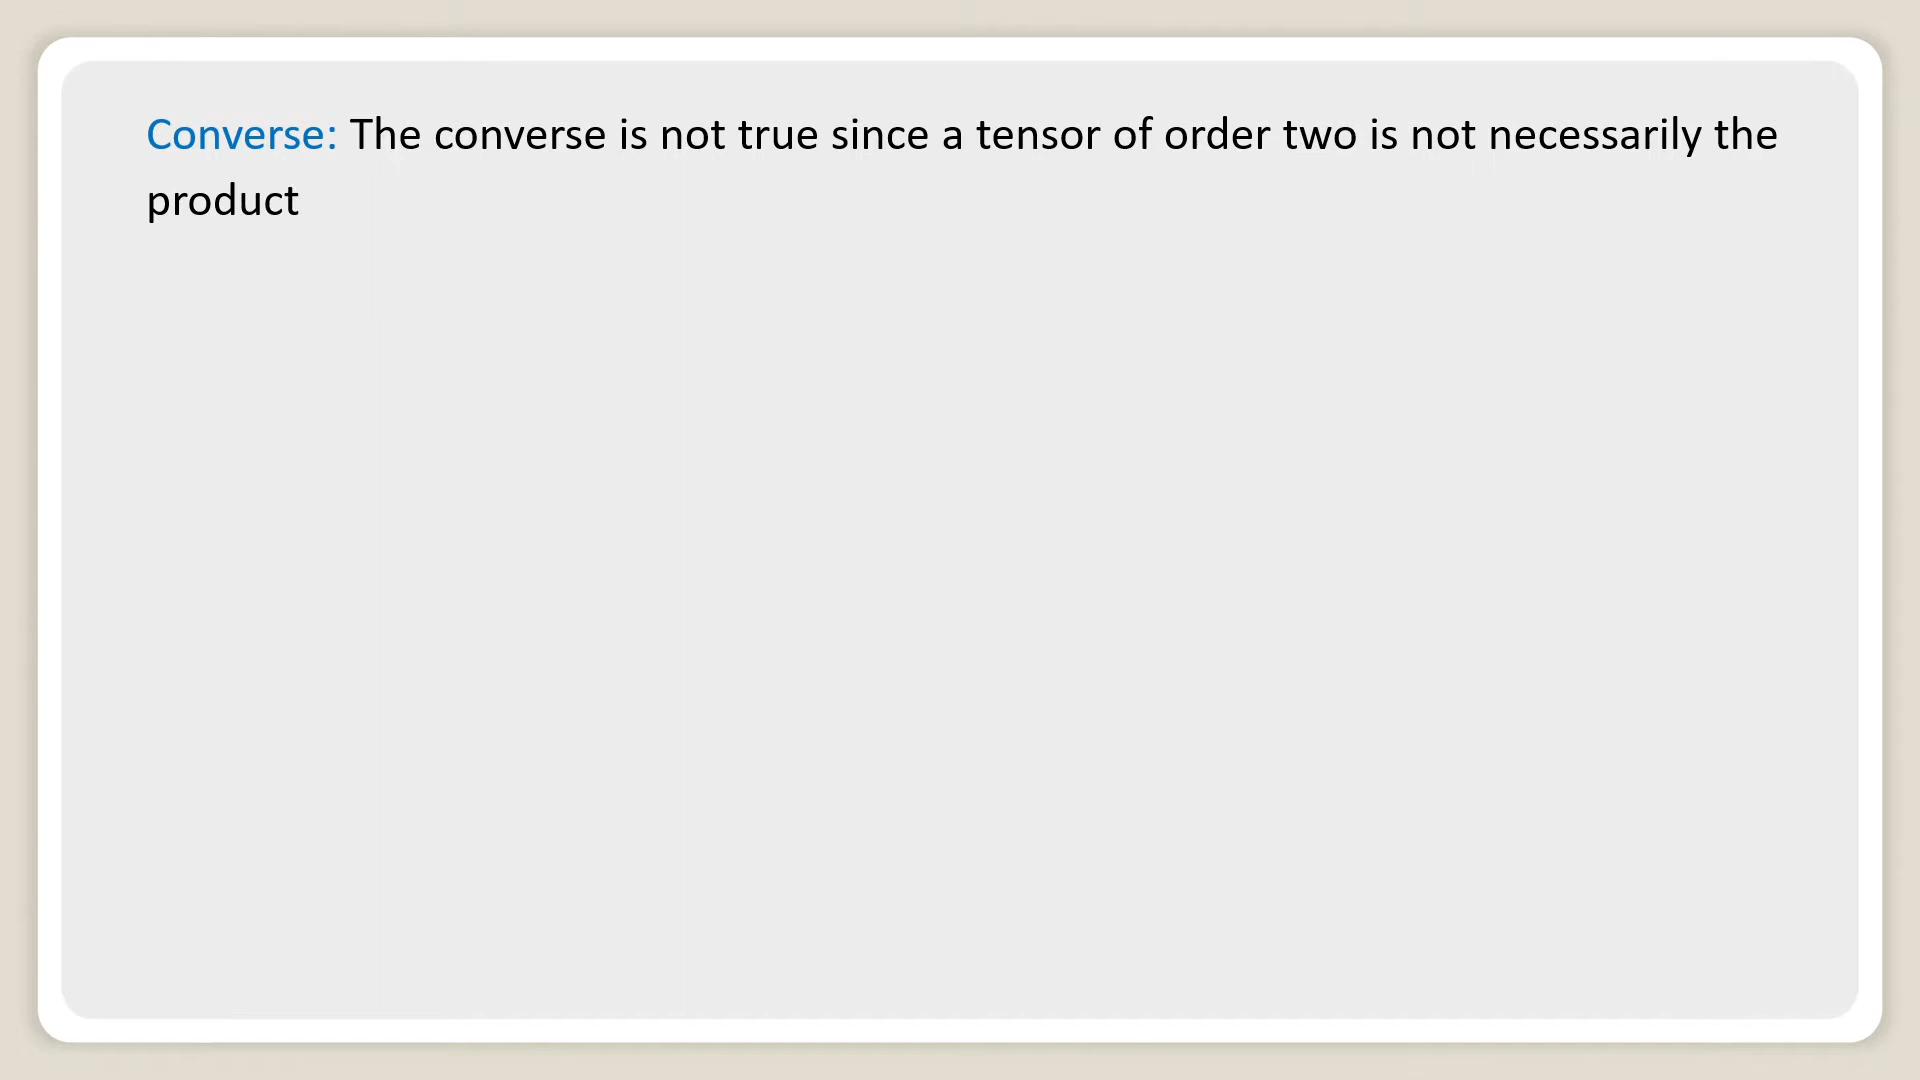 Converse: The converse is not true since a tensor of order two is not necessarily the
product